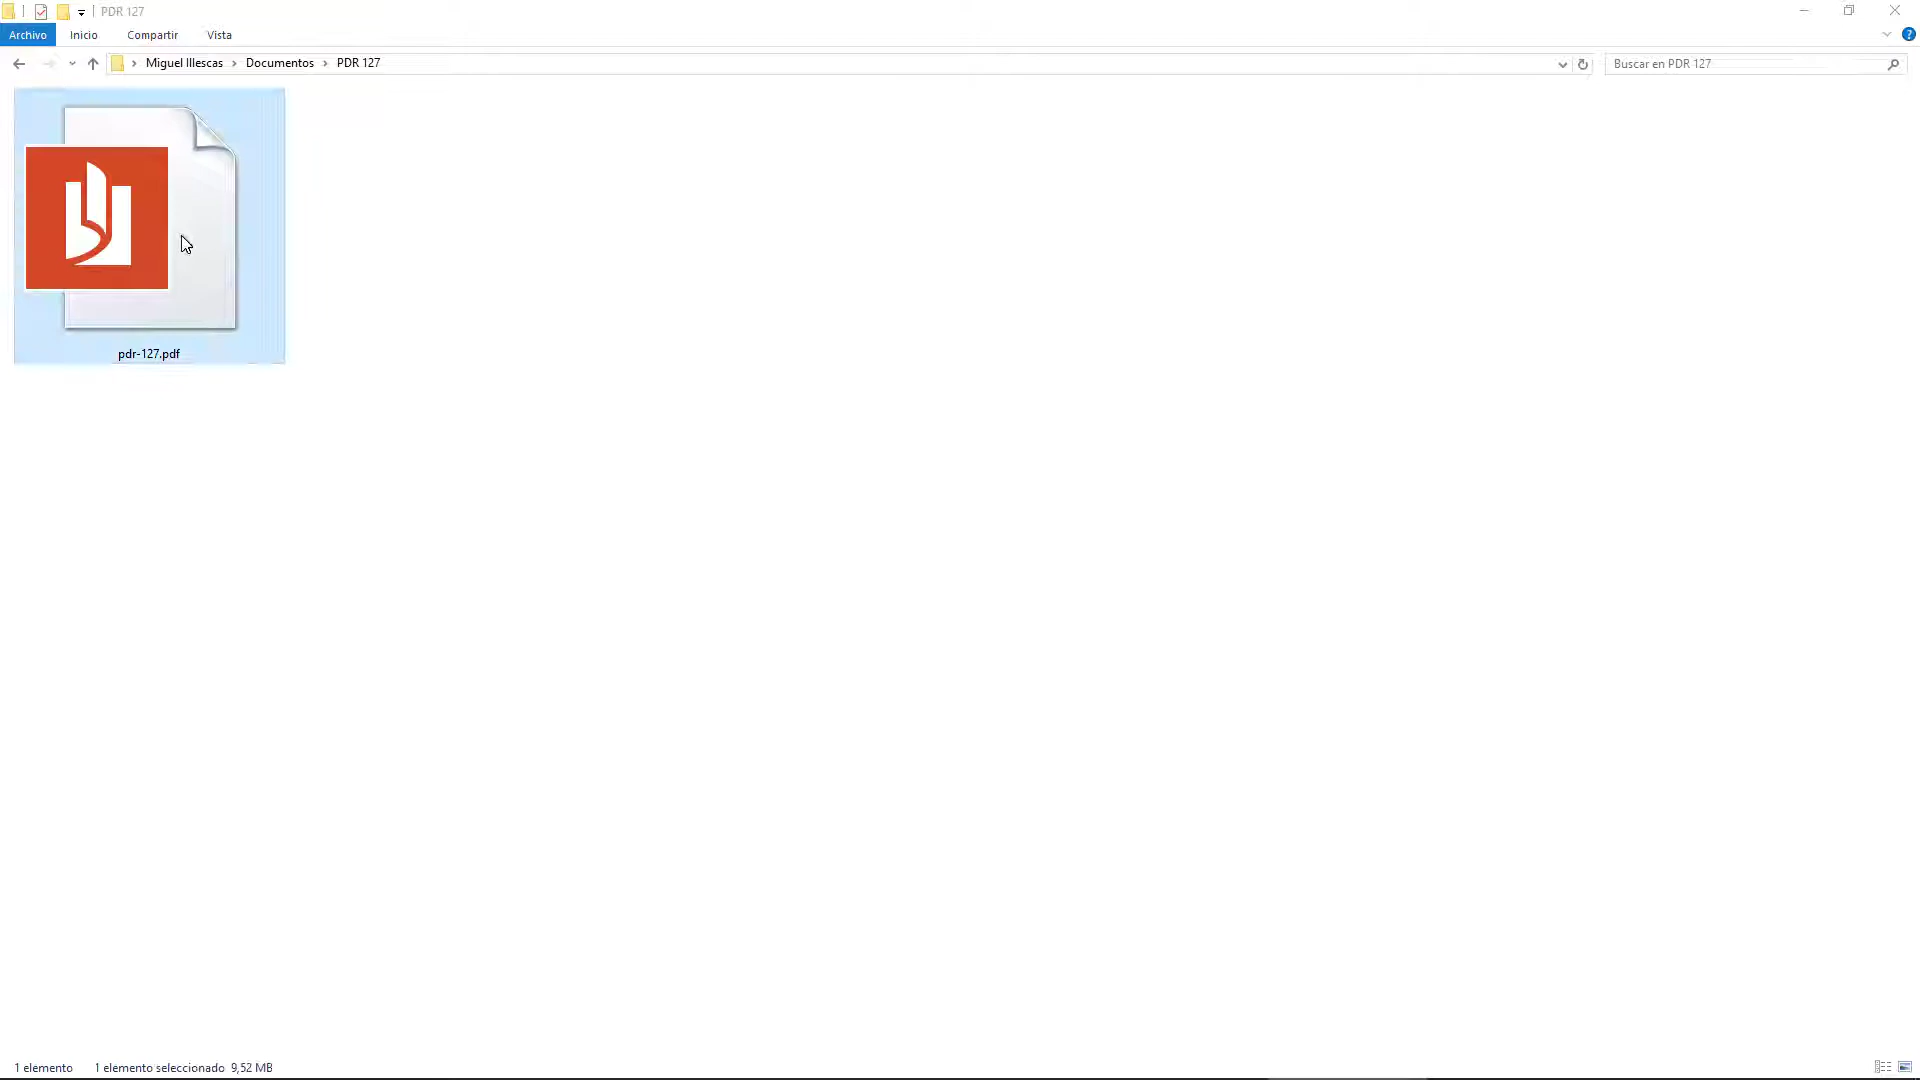 PDR 127
Archivo Inicio Compartir Vista
Miguel Illescas Documentos PDR 127 Buscar en PDR 127
pdr-127.pdf
1 elemento 1 elemento seleccionado 9,52 MB